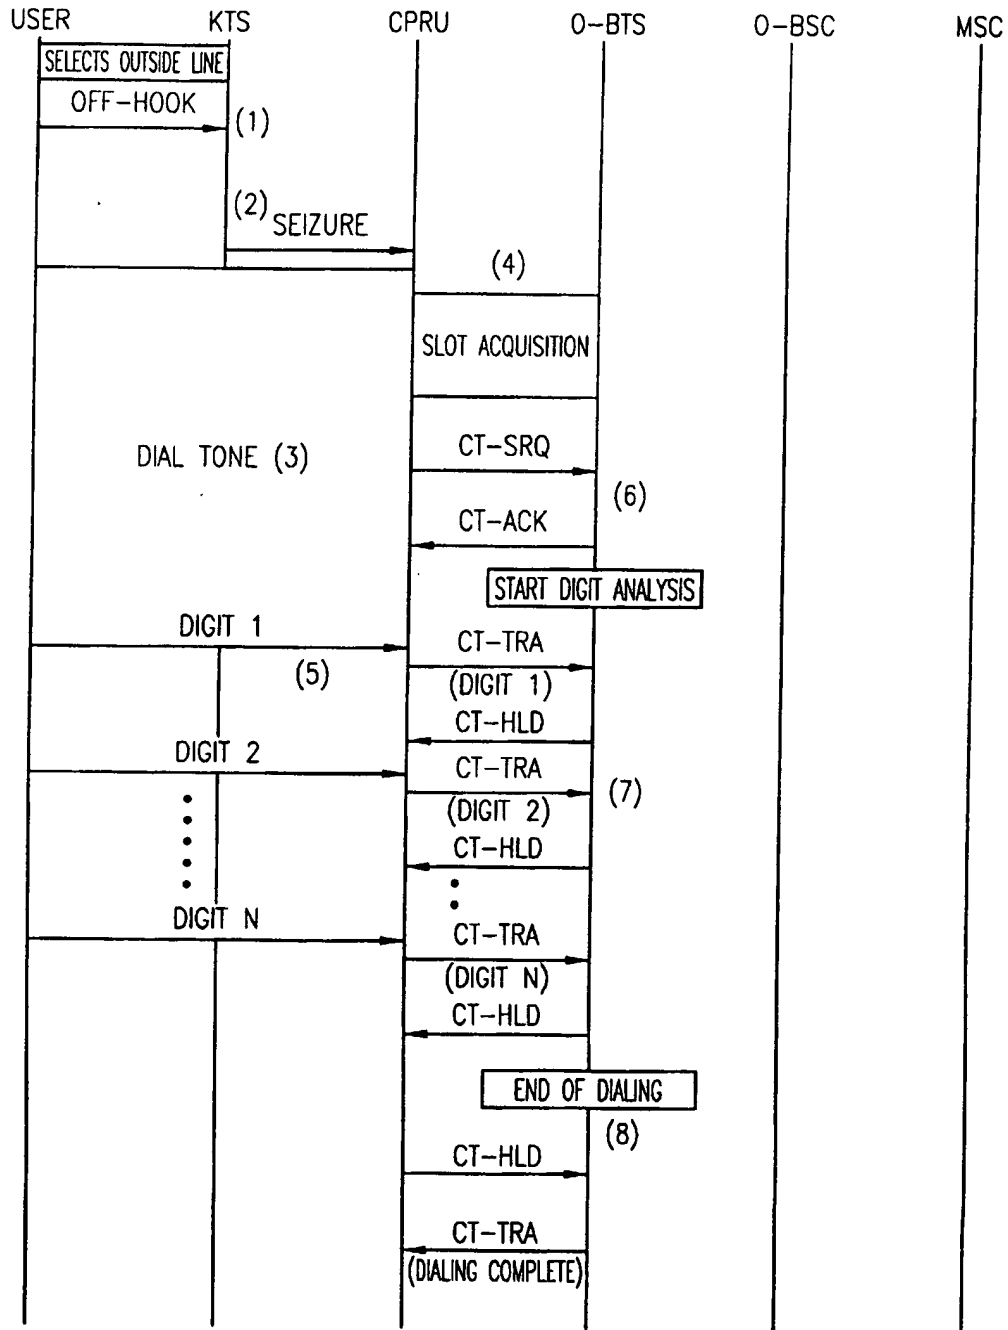 USER KTS CPRU O-BTS O-BSC MSC
SELECTS OUTSIDE LINE
OFF-HOOK
(1)
(2)
SEIZURE
(4)
SLOT ACQUISITION
DIAL TONE (3)
CT-SRQ
(6)
CT-ACK
START DIGIT ANALYSIS
DIGIT 1
CT-TRA
(5)
(DIGIT 1)
CT-HLD
DIGIT 2
CT-TRA
(7)
(DIGIT 2)
CT-HLD
DIGIT N
CT-TRA
(DIGIT N)
CT-HLD
END OF DIALING
(8)
CT-HLD
CT-TRA
(DIALING COMPLETE)